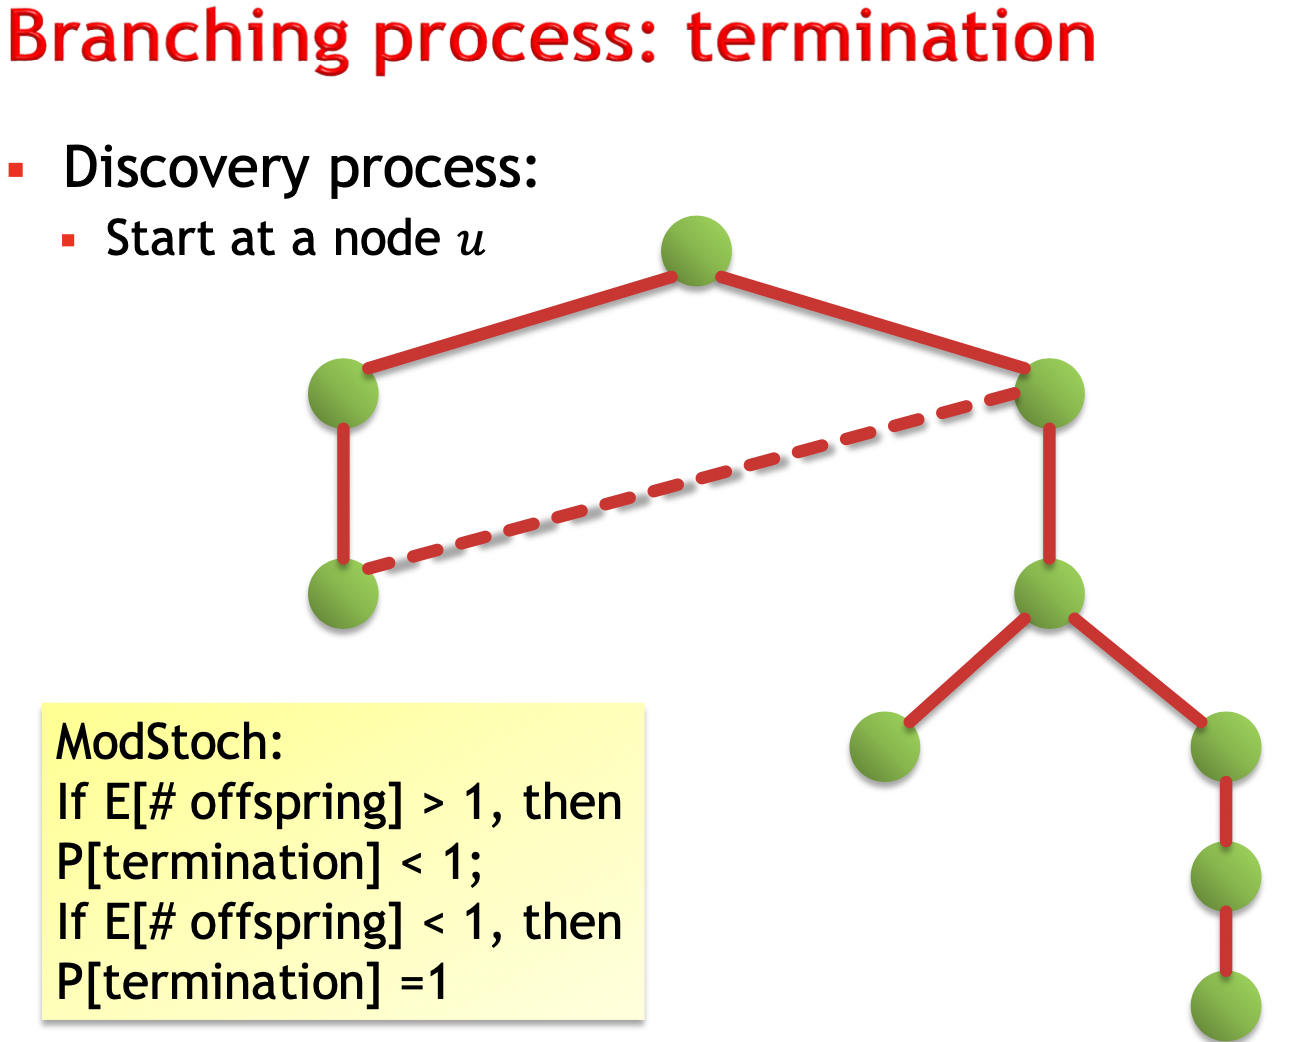 Branching process: termination
Discovery process:
Start at a node u
ModStoch:
If E[# offspring] > 1, then
P[termination] < 1;
If E[# offspring] < 1, then
P[termination] =1